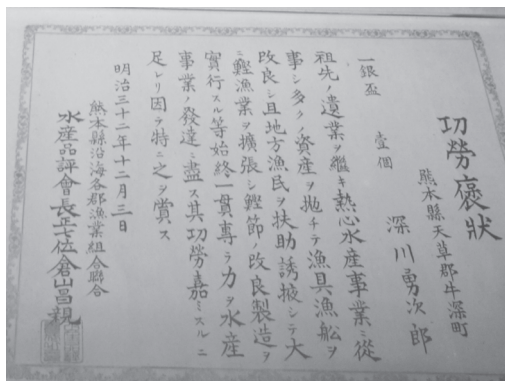 功勞褒狀
熊本縣天草郡牛深町
深川勇次郎
一銀盃　壹個
祖先ノ遺業ヲ繼キ熱心水産事業ニ從
事シ多クノ資産ヲ抛チテ漁具漁船ヲ
改良シ且地方漁民ヲ扶助誘掖シテ大
ニ鰹漁業ヲ擴張シ鰹節ノ改良製造ヲ
實行スル等始終一貫專ラ力ヲ水産
事業ノ發達ニ盡ス其功勞嘉ミスルニ
足レリ因テ特ニ之ヲ賞ス
明治三十二年十二月三日
熊本縣沿海各郡漁業組合聯合
水産品評會長正七位倉山昌親